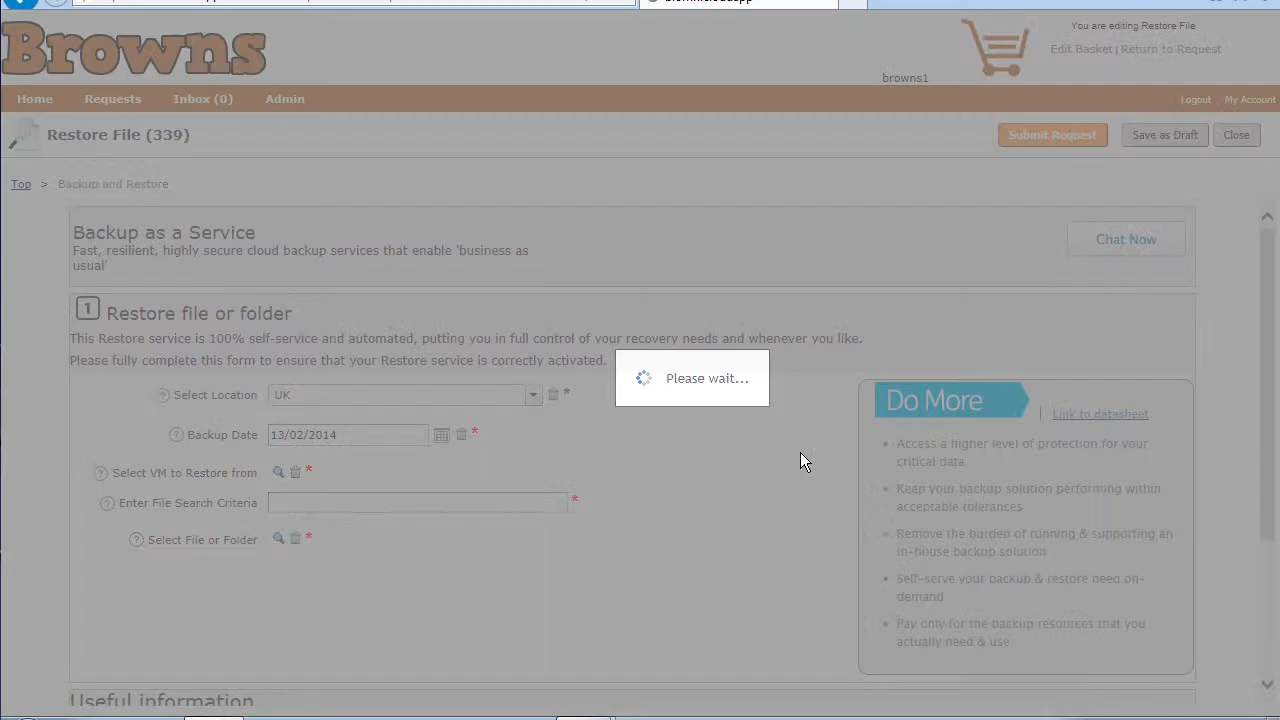 Browns
You are editing Restore File
Edit Basket | Return to Request
browns1
Home Requests Inbox (0) Admin
Logout My Account
Restore File (339)
Submit Request Save as Draft Close
Top > Backup and Restore
Backup as a Service
Fast, resilient, highly secure cloud backup services that enable 'business as
usual'
Chat Now
1 Restore file or folder
This Restore service is 100% self-service and automated, putting you in full control of your recovery needs and whenever you like.
Please fully complete this form to ensure that your Restore service is correctly activated.
Please wait...
? Select Location UK *
? Backup Date 13/02/2014 *
? Select VM to Restore from *
? Enter File Search Criteria *
? Select File or Folder *
Do More | Link to datasheet
• Access a higher level of protection for your
critical data
• Keep your backup solution performing within
acceptable tolerances
• Remove the burden of running & supporting an
in-house backup solution
• Self-serve your backup & restore need on-
demand
• Pay only for the backup resources that you
actually need & use
Useful information